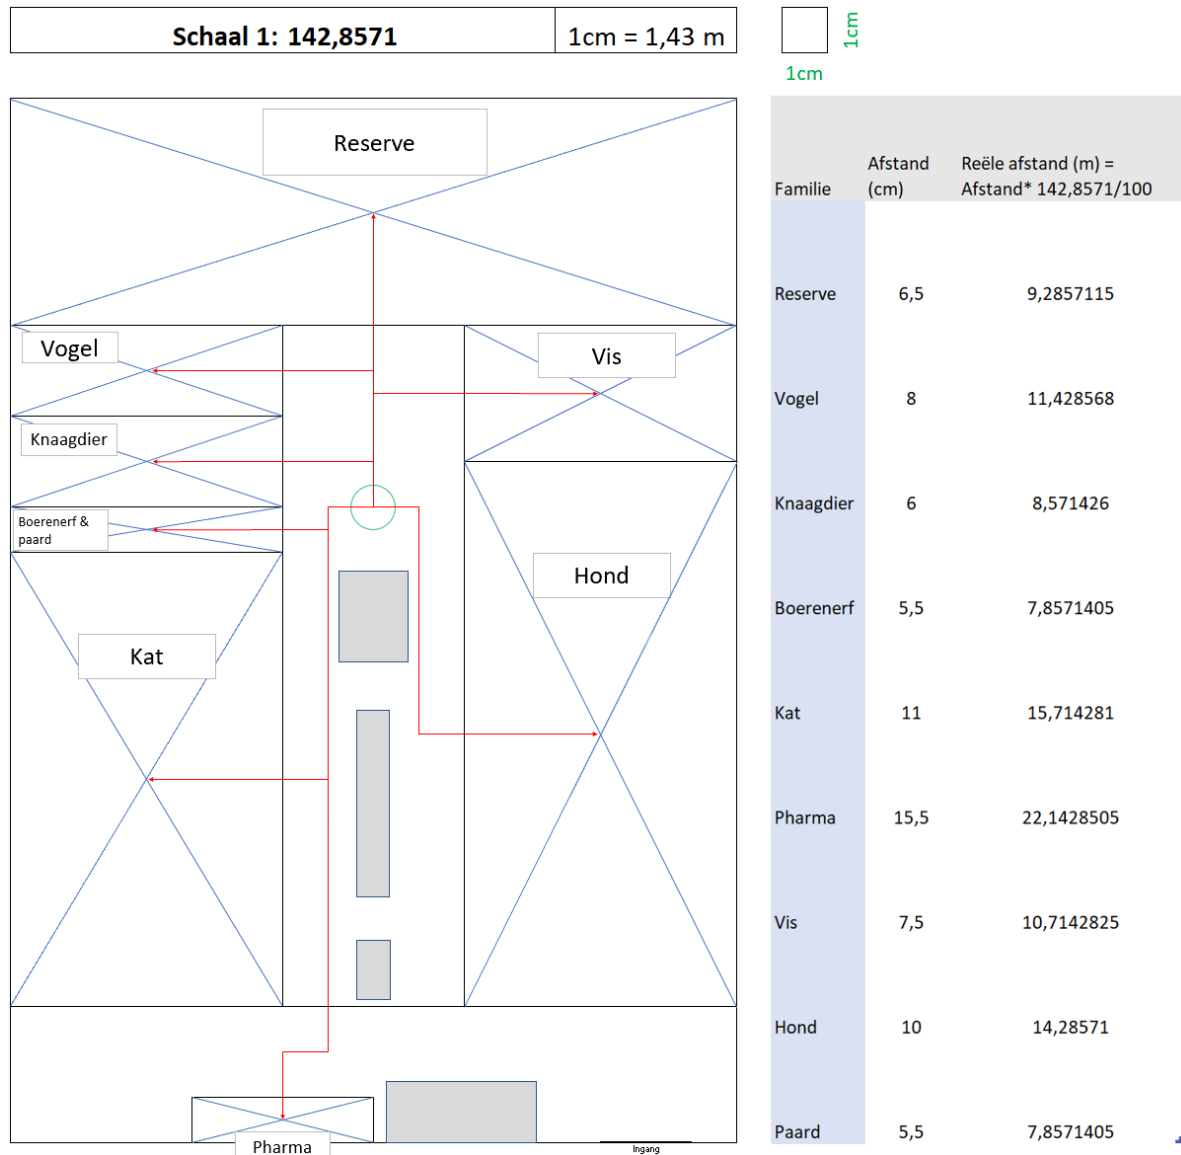 Schaal 1: 142,8571
1cm = 1,43 m
1cm
1cm
Reserve
Vogel
Vis
Knaagdier
Boerenerf &
paard
Hond
Kat
Pharma
Ingang
Familie
Afstand
(cm)
Reële afstand (m) =
Afstand* 142,8571/100
Reserve 6,5 9,2857115
Vogel 8 11,428568
Knaagdier 6 8,571426
Boerenerf 5,5 7,8571405
Kat 11 15,714281
Pharma 15,5 22,1428505
Vis 7,5 10,7142825
Hond 10 14,28571
Paard 5,5 7,8571405